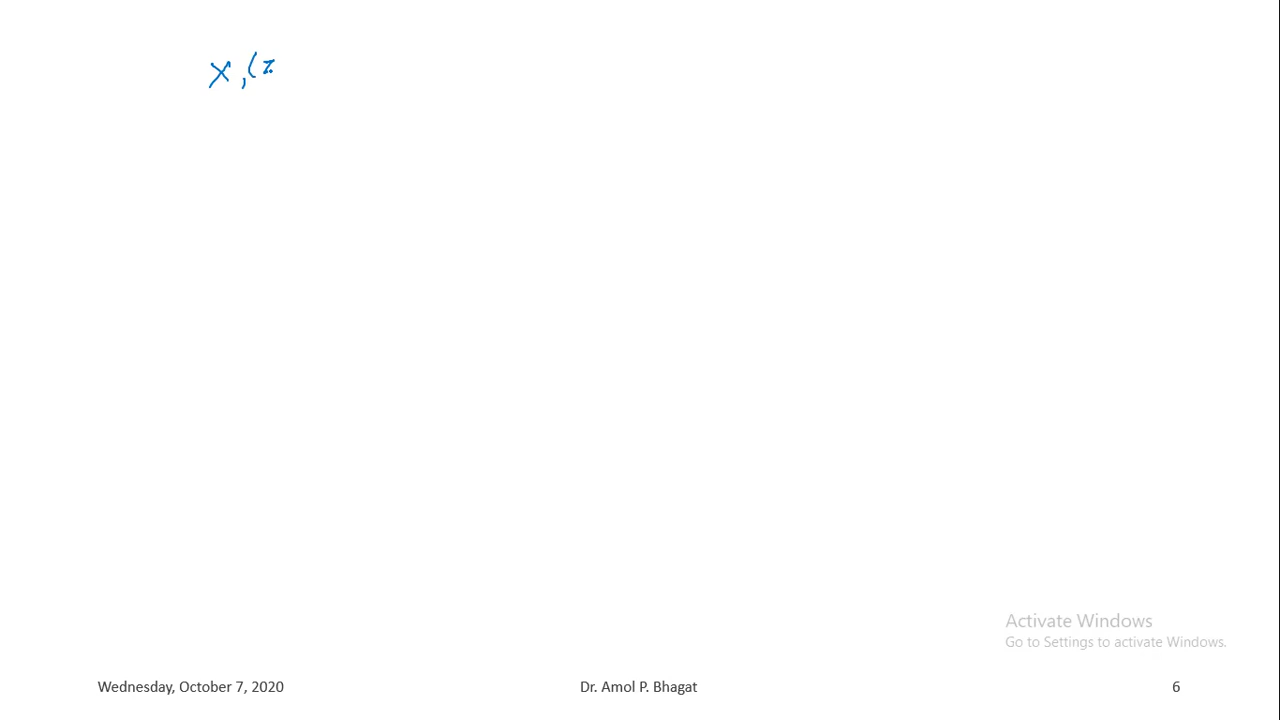 X, (z
Activate Windows
Go to Settings to activate Windows.
Wednesday, October 7, 2020
Dr. Amol P. Bhagat
6